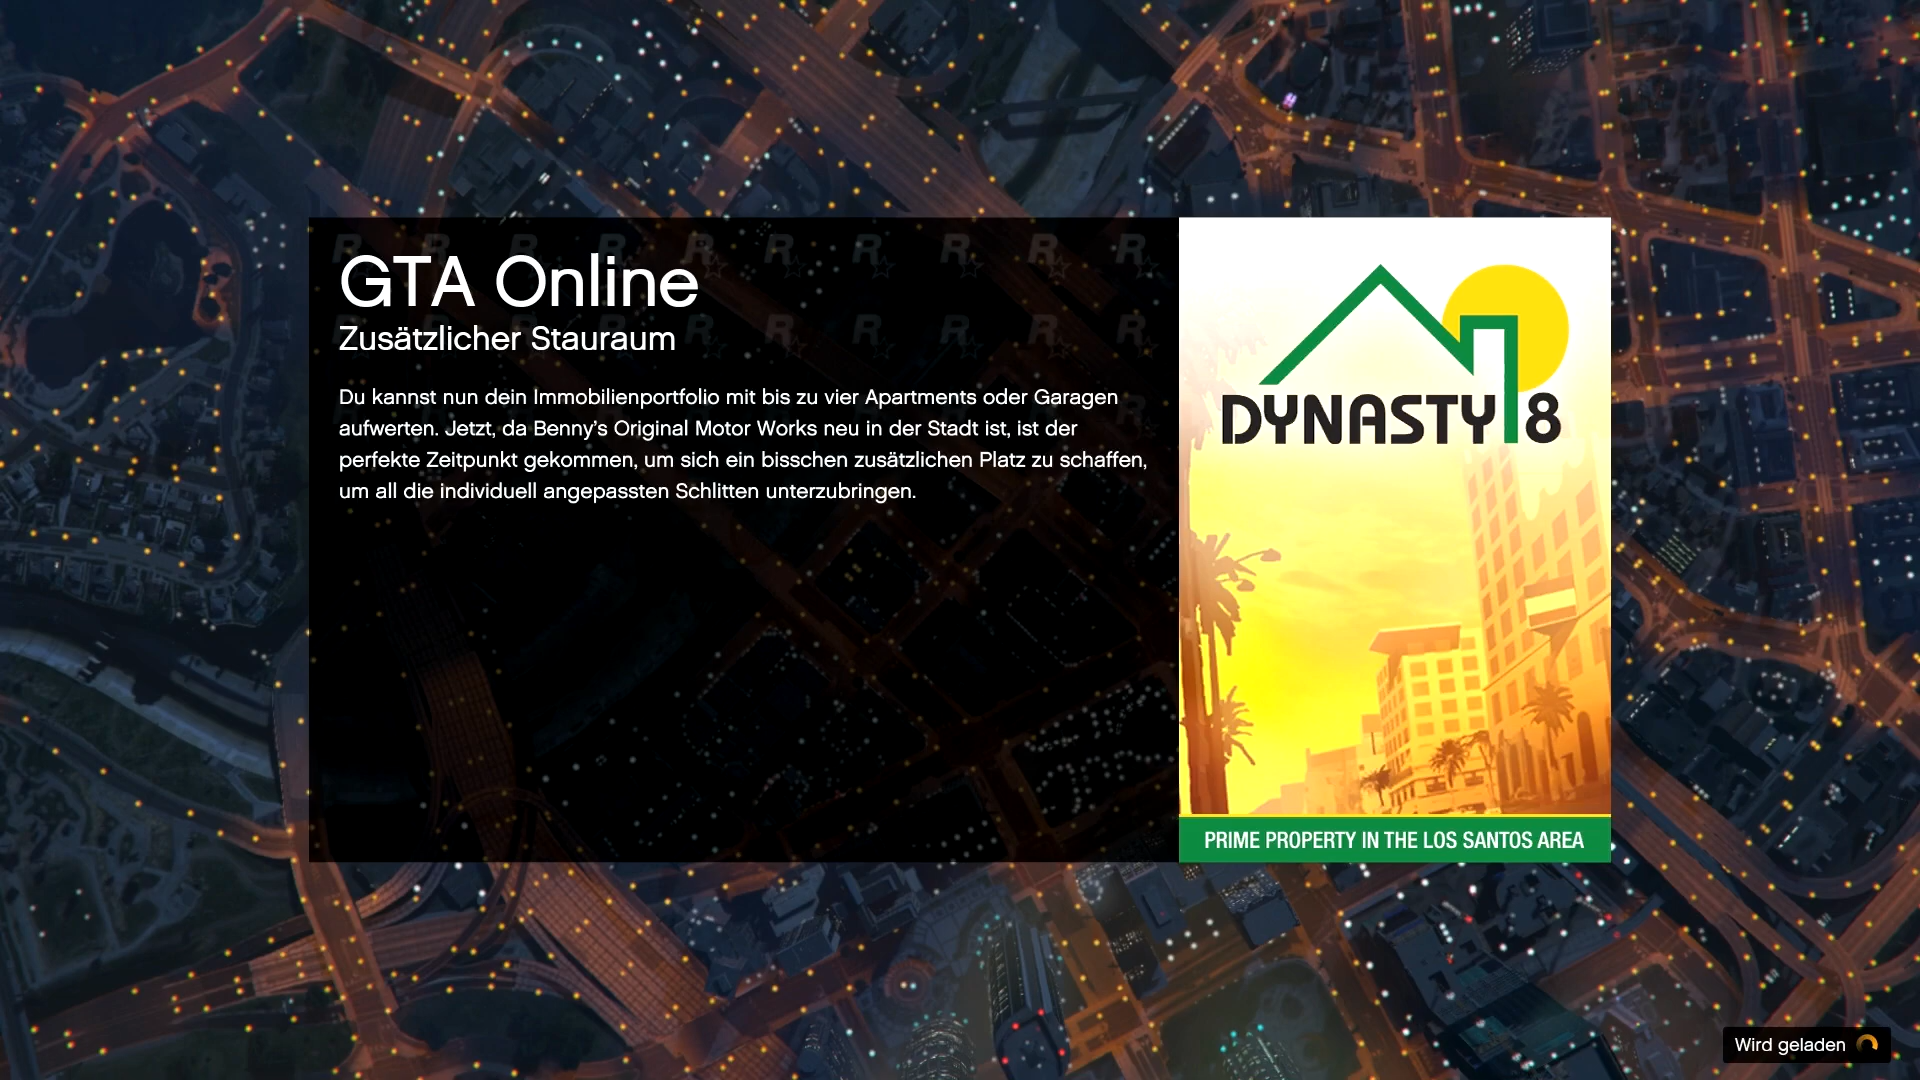 GTA Online
Zusätzlicher Stauraum
Du kannst nun dein Immobilienportfolio mit bis zu vier Apartments oder Garagen
aufwerten. Jetzt, da Benny’s Original Motor Works neu in der Stadt ist, ist der
perfekte Zeitpunkt gekommen, um sich ein bisschen zusätzlichen Platz zu schaffen,
um all die individuell angepassten Schlitten unterzubringen.
DYNASTY 8
PRIME PROPERTY IN THE LOS SANTOS AREA
Wird geladen